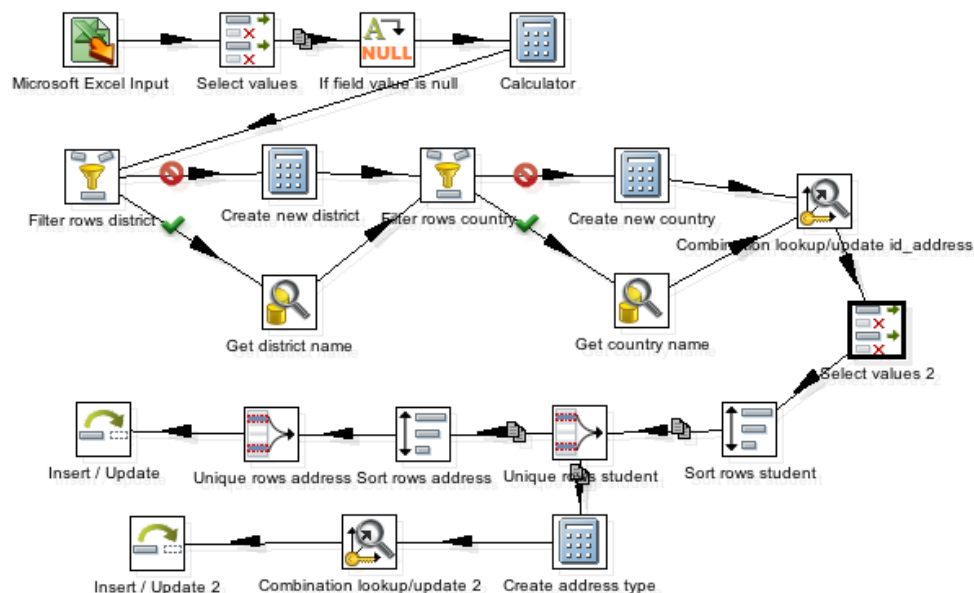 A
NULL
Microsoft Excel Input
Select values
If field value is null
Calculator
Filter rows district
Create new district
Filter rows country
Create new country
Combination lookup/update id_address
Get district name
Get country name
Select values 2
Insert / Update
Unique rows address
Sort rows address
Unique rows student
Sort rows student
Insert / Update 2
Combination lookup/update 2
Create address type